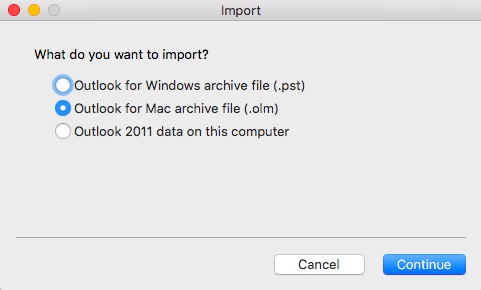 Import
What do you want to import?
Outlook for Windows archive file (.pst)
Outlook for Mac archive file (.olm)
Outlook 2011 data on this computer
Cancel Continue